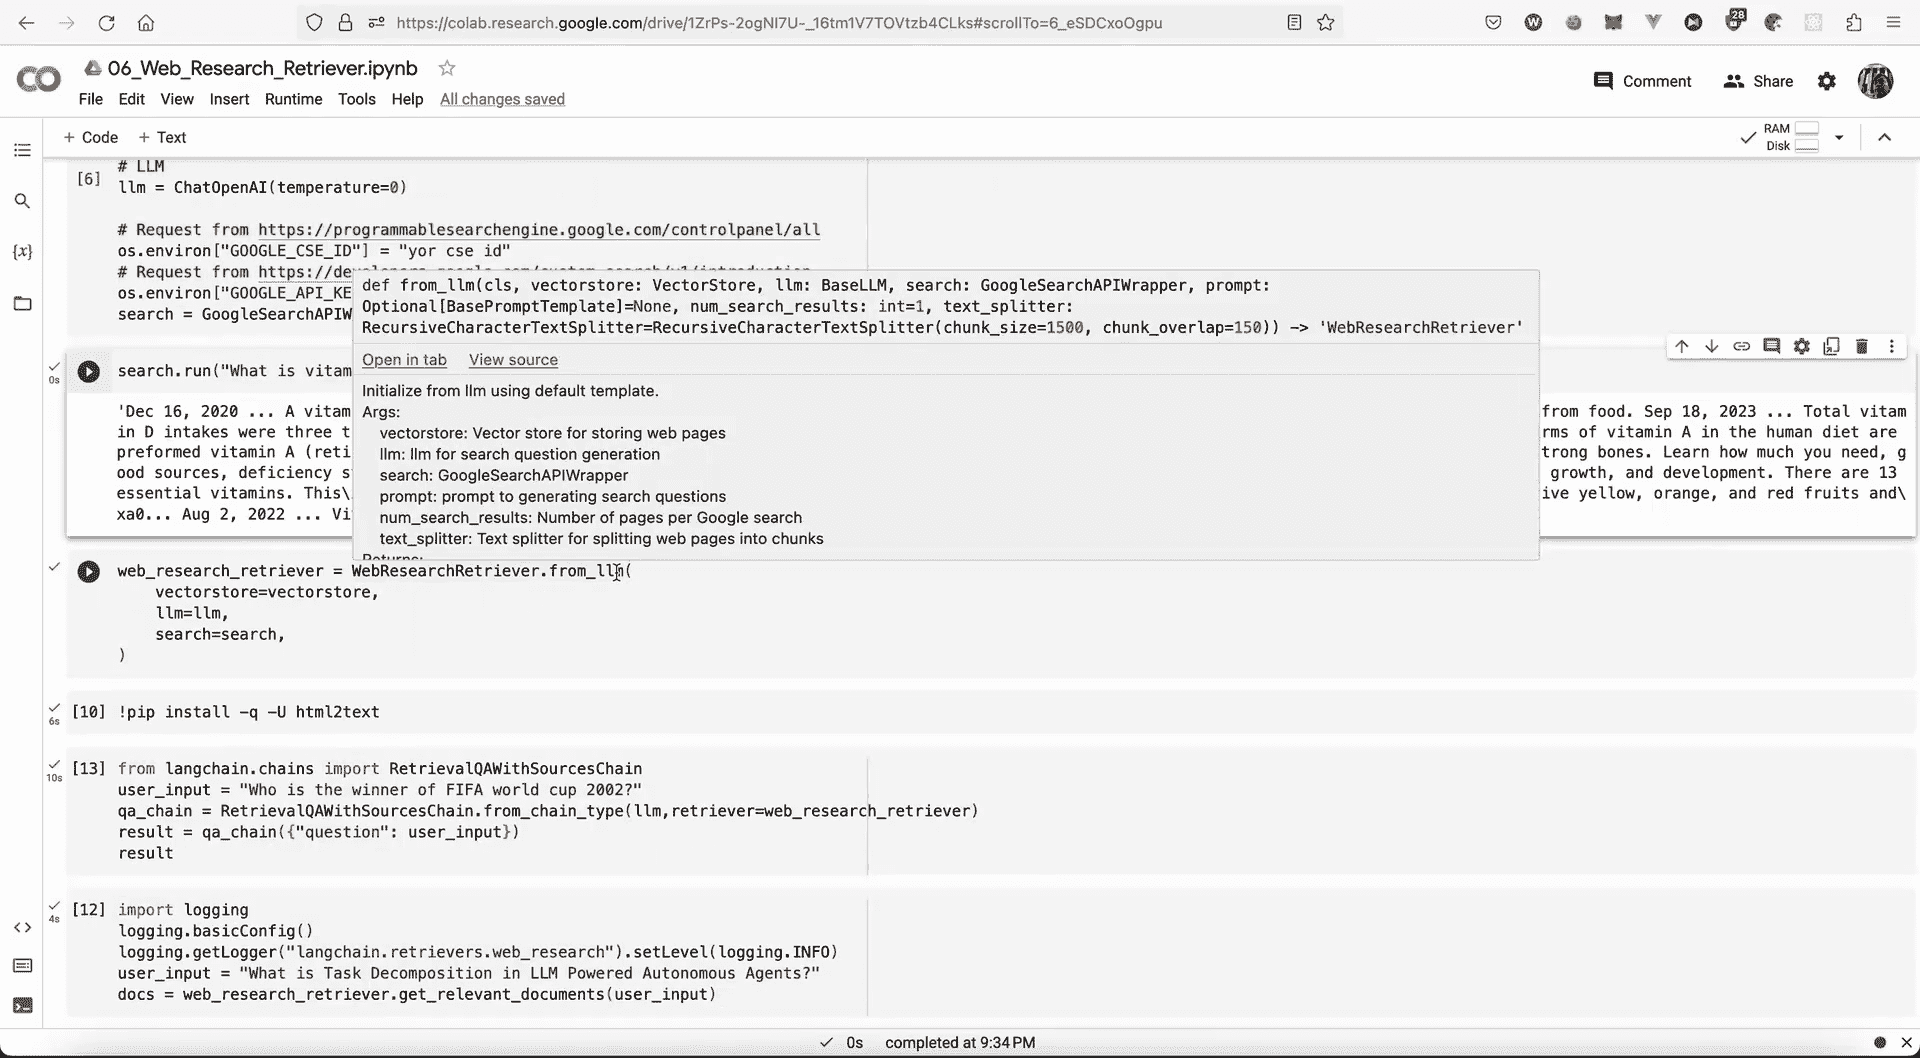 https://colab.research.google.com/drive/1ZrPs-2ogNI7U-_16tm1V7TOVtzb4CLks#scrollTo=6_eSDCxoOgpu
28
06_Web_Research_Retriever.ipynb
Comment
Share
File Edit View Insert Runtime Tools Help All changes saved
+ Code + Text
RAM
Disk
# LLM
[6]
llm = ChatOpenAI(temperature=0)
# Request from https://programmablesearchengine.google.com/controlpanel/all
os.environ["GOOGLE_CSE_ID"] = "yor cse id"
# Request from
os.environ["GOOGLE_API_KE
search = GoogleSearchAPIW
def from_llm(cls, vectorstore: VectorStore, llm: BaseLLM, search: GoogleSearchAPIWrapper, prompt:
Optional[BasePromptTemplate]=None, num_search_results: int=1, text_splitter:
RecursiveCharacterTextSplitter=RecursiveCharacterTextSplitter(chunk_size=1500, chunk_overlap=150)) -> 'WebResearchRetriever'
Open in tab View source
Initialize from llm using default template.
Args:
vectorstore: Vector store for storing web pages
llm: llm for search question generation
search: GoogleSearchAPIWrapper
prompt: prompt to generating search questions
num_search_results: Number of pages per Google search
text_splitter: Text splitter for splitting web pages into chunks
Returns:
0s
search.run("What is vitam
'Dec 16, 2020 ... A vitam from food. Sep 18, 2023 ... Total vitam
in D intakes were three t rms of vitamin A in the human diet are
preformed vitamin A (reti trong bones. Learn how much you need, g
ood sources, deficiency s growth, and development. There are 13
essential vitamins. This\ ive yellow, orange, and red fruits and\
xa0... Aug 2, 2022 ... Vi
web_research_retriever = WebResearchRetriever.from_llm(
vectorstore=vectorstore,
llm=llm,
search=search,
)
6s
[10] !pip install -q -U html2text
10s
[13] from langchain.chains import RetrievalQAWithSourcesChain
user_input = "Who is the winner of FIFA world cup 2002?"
qa_chain = RetrievalQAWithSourcesChain.from_chain_type(llm,retriever=web_research_retriever)
result = qa_chain({"question": user_input})
result
4s
[12] import logging
logging.basicConfig()
logging.getLogger("langchain.retrievers.web_research").setLevel(logging.INFO)
user_input = "What is Task Decomposition in LLM Powered Autonomous Agents?"
docs = web_research_retriever.get_relevant_documents(user_input)
0s completed at 9:34 PM